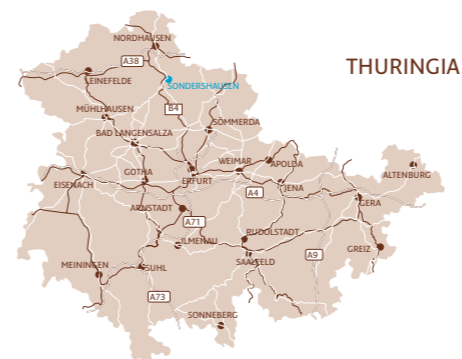 NORDHAUSEN
THURINGIA
A38
LEINEFELDE
SONDERSHAUSEN
MÜHLHAUSEN
B4
SÖMMERDA
BAD LANGENSALZA
WEIMAR
APOLDA
ALTENBURG
EISENACH
GOTHA
ERFURT
JENA
A4
GERA
ARNSTADT
A71
RUDOLSTADT
ILMENAU
GREIZ
SAALFELD
A9
MEININGEN
SUHL
A73
SONNEBERG